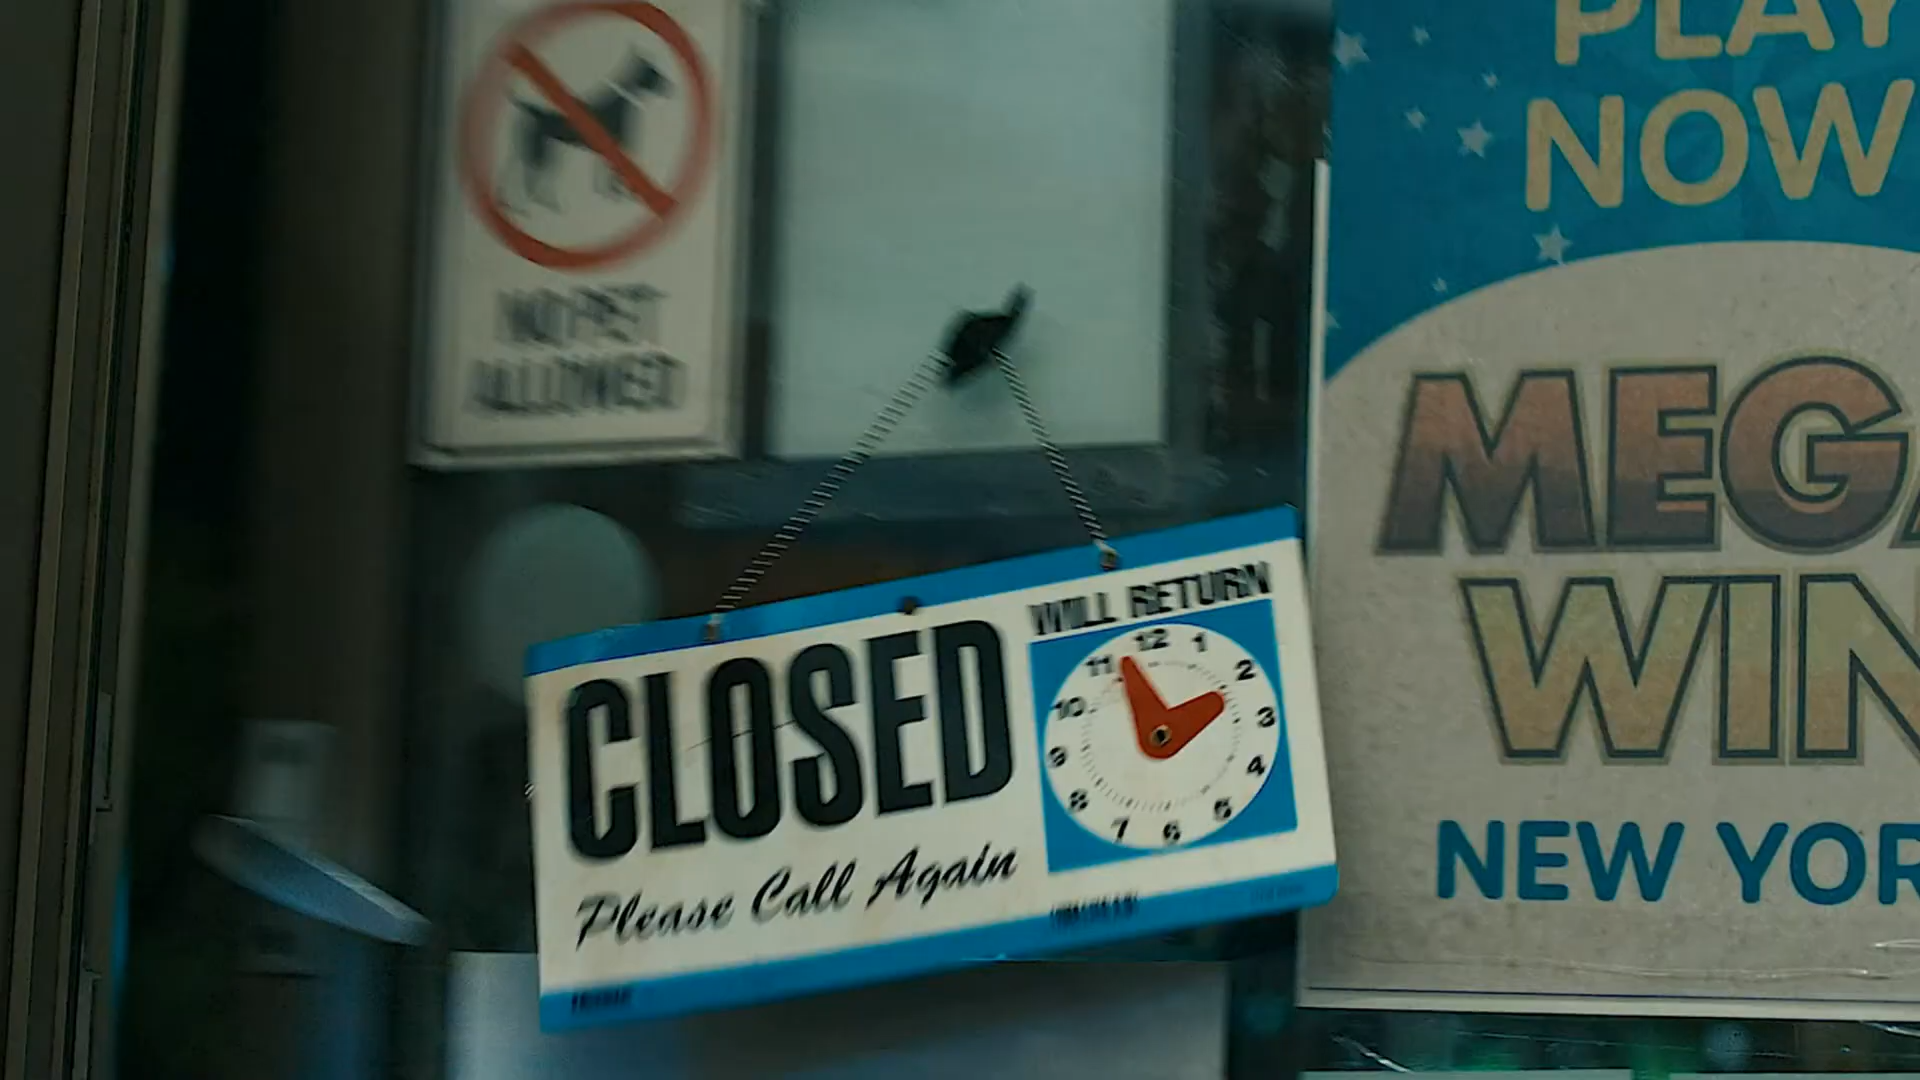 NO PET
ALLOWED
PLAY
NOW
MEGA
WIN
NEW YOR
CLOSED
Please Call Again
WILL RETURN
12
1
2
3
4
5
6
7
8
9
10
11